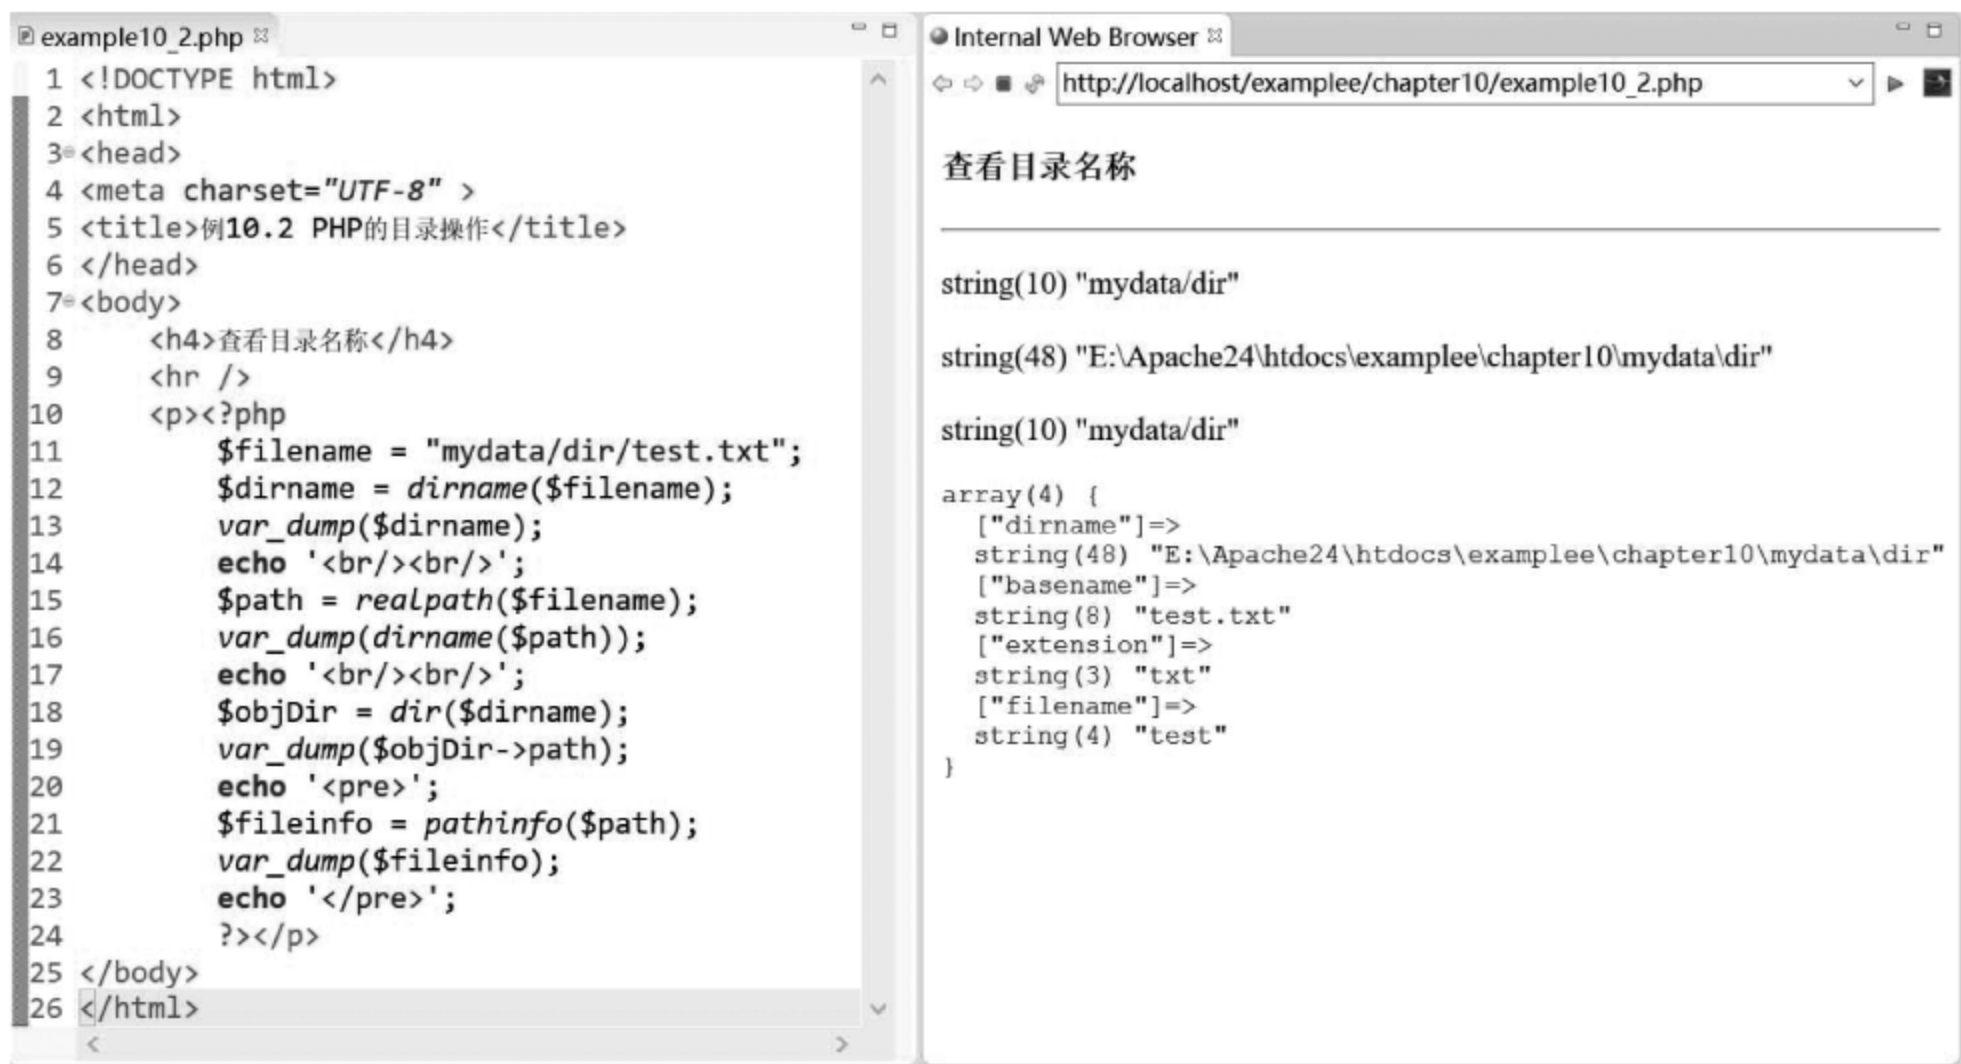 example10_2.php
1 <!DOCTYPE html>
2 <html>
3 <head>
4 <meta charset="UTF-8" >
5 <title>例10.2 PHP的目录操作</title>
6 </head>
7 <body>
8     <h4>查看目录名称</h4>
9     <hr />
10     <p><?php
11         $filename = "mydata/dir/test.txt";
12         $dirname = dirname($filename);
13         var_dump($dirname);
14         echo '<br/><br/>';
15         $path = realpath($filename);
16         var_dump(dirname($path));
17         echo '<br/><br/>';
18         $objDir = dir($dirname);
19         var_dump($objDir->path);
20         echo '<pre>';
21         $fileinfo = pathinfo($path);
22         var_dump($fileinfo);
23         echo '</pre>';
24         ?></p>
25 </body>
26 </html>
Internal Web Browser
http://localhost/examplee/chapter10/example10_2.php
查看目录名称
string(10) "mydata/dir"
string(48) "E:\Apache24\htdocs\examplee\chapter10\mydata\dir"
string(10) "mydata/dir"
array(4) {
  ["dirname"]=>
  string(48) "E:\Apache24\htdocs\examplee\chapter10\mydata\dir"
  ["basename"]=>
  string(8) "test.txt"
  ["extension"]=>
  string(3) "txt"
  ["filename"]=>
  string(4) "test"
}